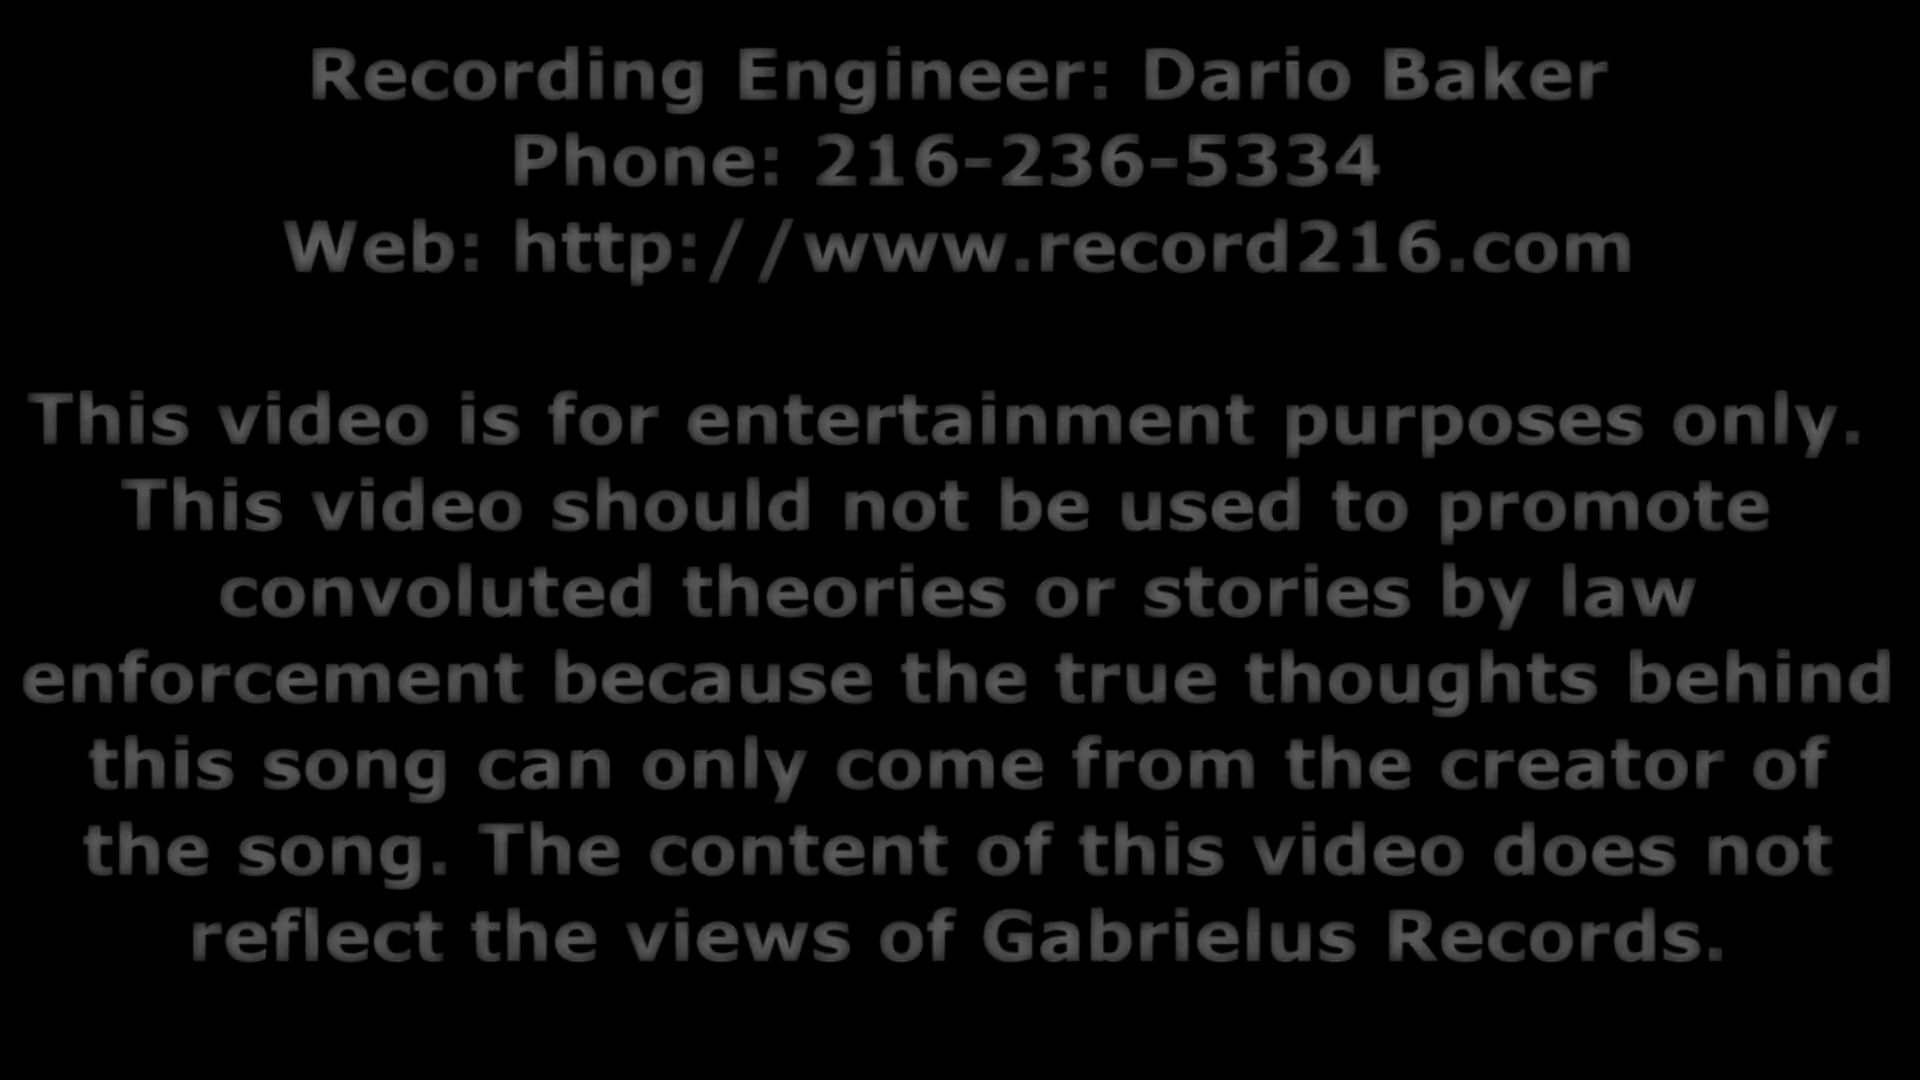 Recording Engineer: Dario Baker
Phone: 216-236-5334
Web: http://www.record216.com
This video is for entertainment purposes only.
This video should not be used to promote
convoluted theories or stories by law
enforcement because the true thoughts behind
this song can only come from the creator of
the song. The content of this video does not
reflect the views of Gabrielus Records.